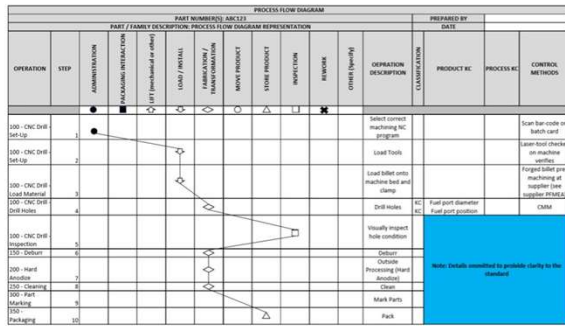 PROCESS FLOW DIAGRAM
PART NUMBER(S): ABC123
PREPARED BY
PART / FAMILY DESCRIPTION: PROCESS FLOW DIAGRAM REPRESENTATION
DATE
OPERATION
STEP
ADMINISTRATION
PACKAGING INTERACTION
LIFT (mechanical or other)
LOAD / INSTALL
FABRICATION /
TRANSFORMATION
MOVE PRODUCT
STORE PRODUCT
INSPECTION
REWORK
OTHER (Specify)
OEPRATION
DESCRIPTION
CLASSIFICATION
PRODUCT KC
PROCESS KC
CONTROL
METHODS
100 - CNC Drill -
Set-Up
1
Select correct
machining NC
program
Scan bar-code on
batch card
100 - CNC Drill -
Set-Up
2
Load Tools
Laser-tool checker
on machine
verifies
100 - CNC Drill -
Load Material
3
Load billet onto
machine bed and
clamp
Forged billet pre
machining at
supplier (see
supplier PFMEA)
100 - CNC Drill -
Drill Holes
4
Drill Holes
KC
KC
Fuel port diameter
Fuel port position
CMM
100 - CNC Drill -
Inspection
5
Visually inspect
hole condition
150 - Deburr
6
Deburr
200 - Hard
Anodize
7
Outside
Processing (Hard
Anodize)
250 - Cleaning
8
Clean
300 - Part
Marking
9
Mark Parts
350 -
Packaging
10
Pack
Note: Details ommitted to provide clarity to the
standard